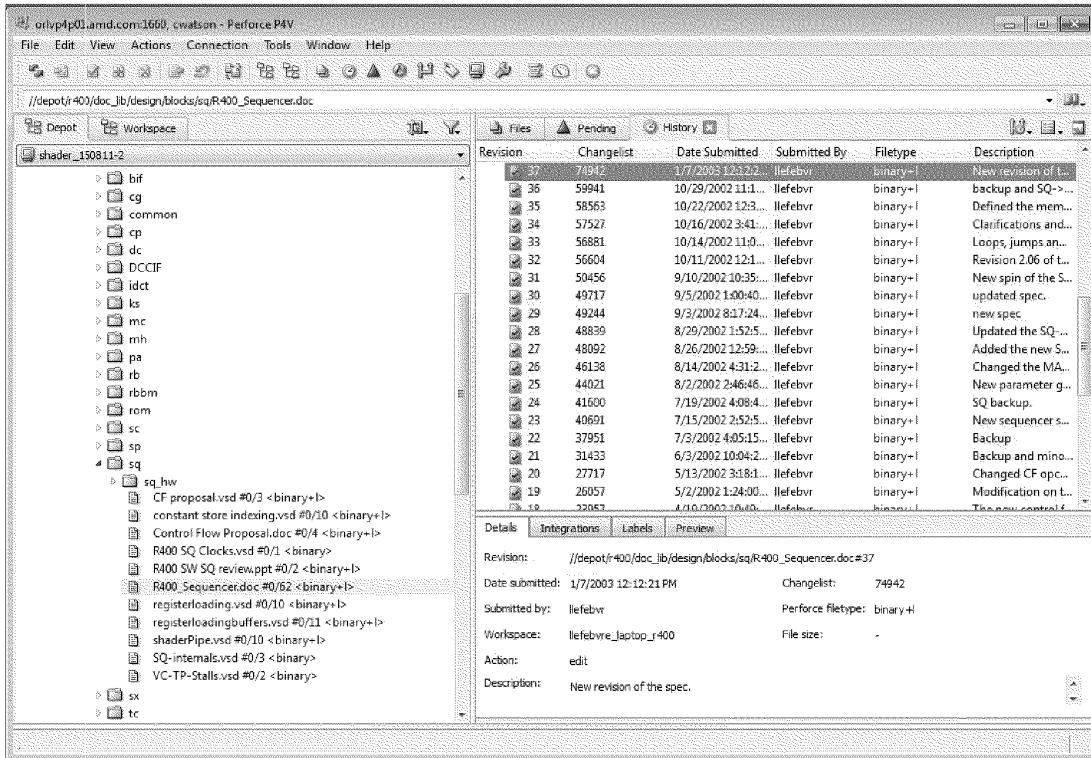 orlvp4p01.amd.com:1660, cwatson - Perforce P4V
File Edit View Actions Connection Tools Window Help
//depot/r400/doc_lib/design/blocks/sq/R400_Sequencer.doc
Depot Workspace
shader_150811-2
bif
cg
common
cp
dc
DCCIF
idct
ks
mc
mh
pa
rb
rbbm
rom
sc
sp
sq
sq_hw
CF proposal.vsd #0/3 <binary+l>
constant store indexing.vsd #0/10 <binary+l>
Control Flow Proposal.doc #0/4 <binary+l>
R400 SQ Clocks.vsd #0/1 <binary>
R400 SW SQ review.ppt #0/2 <binary+l>
R400_Sequencer.doc #0/62 <binary+l>
registerloading.vsd #0/10 <binary+l>
registerloadingbuffers.vsd #0/11 <binary+l>
shaderPipe.vsd #0/10 <binary+l>
SQ-internals.vsd #0/3 <binary>
VC-TP-Stalls.vsd #0/2 <binary>
sx
tc
Files Pending History
Revision Changelist Date Submitted Submitted By Filetype Description
37 74942 1/7/2003 12:12:2... llefebvr binary+l New revision of t...
36 59941 10/29/2002 11:1... llefebvr binary+l backup and SQ->...
35 58563 10/22/2002 12:3... llefebvr binary+l Defined the mem...
34 57527 10/16/2002 3:41:... llefebvr binary+l Clarifications and...
33 56881 10/14/2002 11:0... llefebvr binary+l Loops, jumps an...
32 56604 10/11/2002 12:1... llefebvr binary+l Revision 2.06 of t...
31 50456 9/10/2002 10:35:... llefebvr binary+l New spin of the S...
30 49717 9/5/2002 1:00:40... llefebvr binary+l updated spec.
29 49244 9/3/2002 8:17:24... llefebvr binary+l new spec
28 48839 8/29/2002 1:52:5... llefebvr binary+l Updated the SQ-...
27 48092 8/26/2002 12:59:... llefebvr binary+l Added the new S...
26 46138 8/14/2002 4:31:2... llefebvr binary+l Changed the MA...
25 44021 8/2/2002 2:46:46... llefebvr binary+l New parameter g...
24 41600 7/19/2002 4:08:4... llefebvr binary+l SQ backup.
23 40691 7/15/2002 2:52:5... llefebvr binary+l New sequencer s...
22 37951 7/3/2002 4:05:15... llefebvr binary+l Backup
21 31433 6/3/2002 10:04:2... llefebvr binary+l Backup and mino...
20 27717 5/13/2002 3:18:1... llefebvr binary+l Changed CF opc...
19 26057 5/2/2002 1:24:00... llefebvr binary+l Modification on t...
Details Integrations Labels Preview
Revision: //depot/r400/doc_lib/design/blocks/sq/R400_Sequencer.doc#37
Date submitted: 1/7/2003 12:12:21 PM Changelist: 74942
Submitted by: llefebvr Perforce filetype: binary+l
Workspace: llefebvre_laptop_r400 File size: -
Action: edit
Description: New revision of the spec.